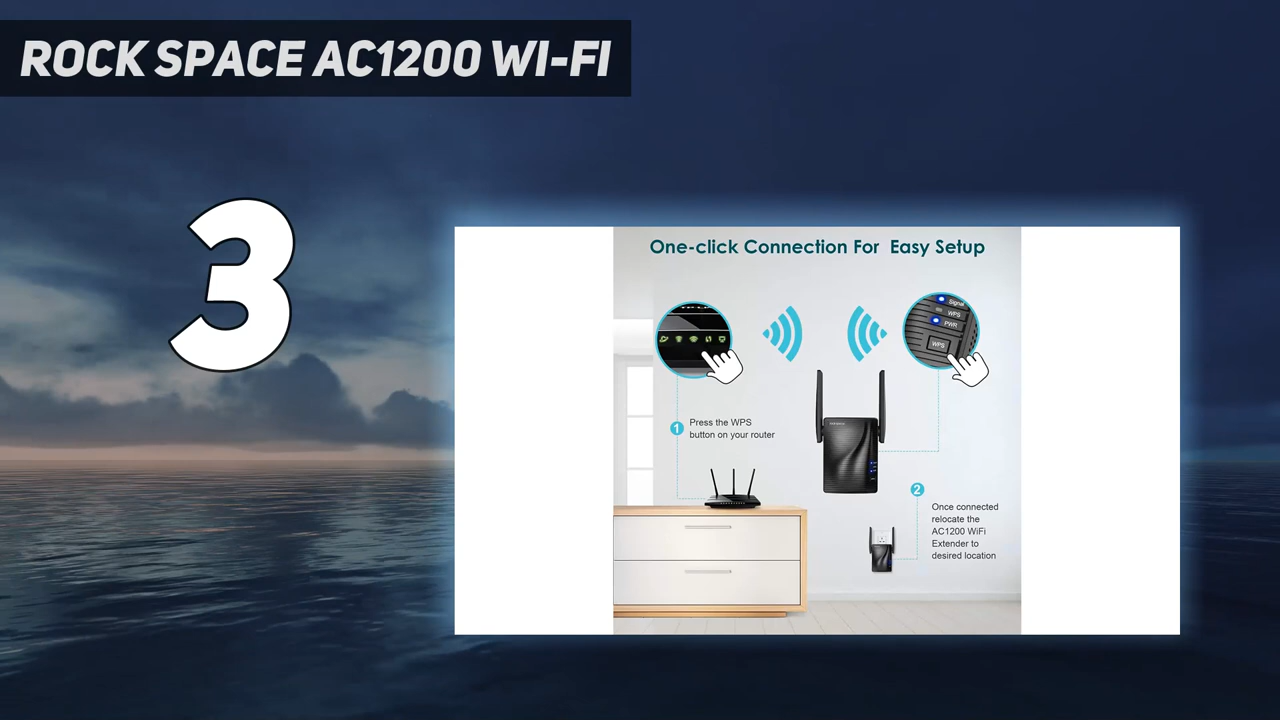 ROCK SPACE AC1200 WI-FI
3
One-click Connection For Easy Setup
Signal
WPS
PWR
WPS
1
Press the WPS
button on your router
2
Once connected
relocate the
AC1200 WiFi
Extender to
desired location